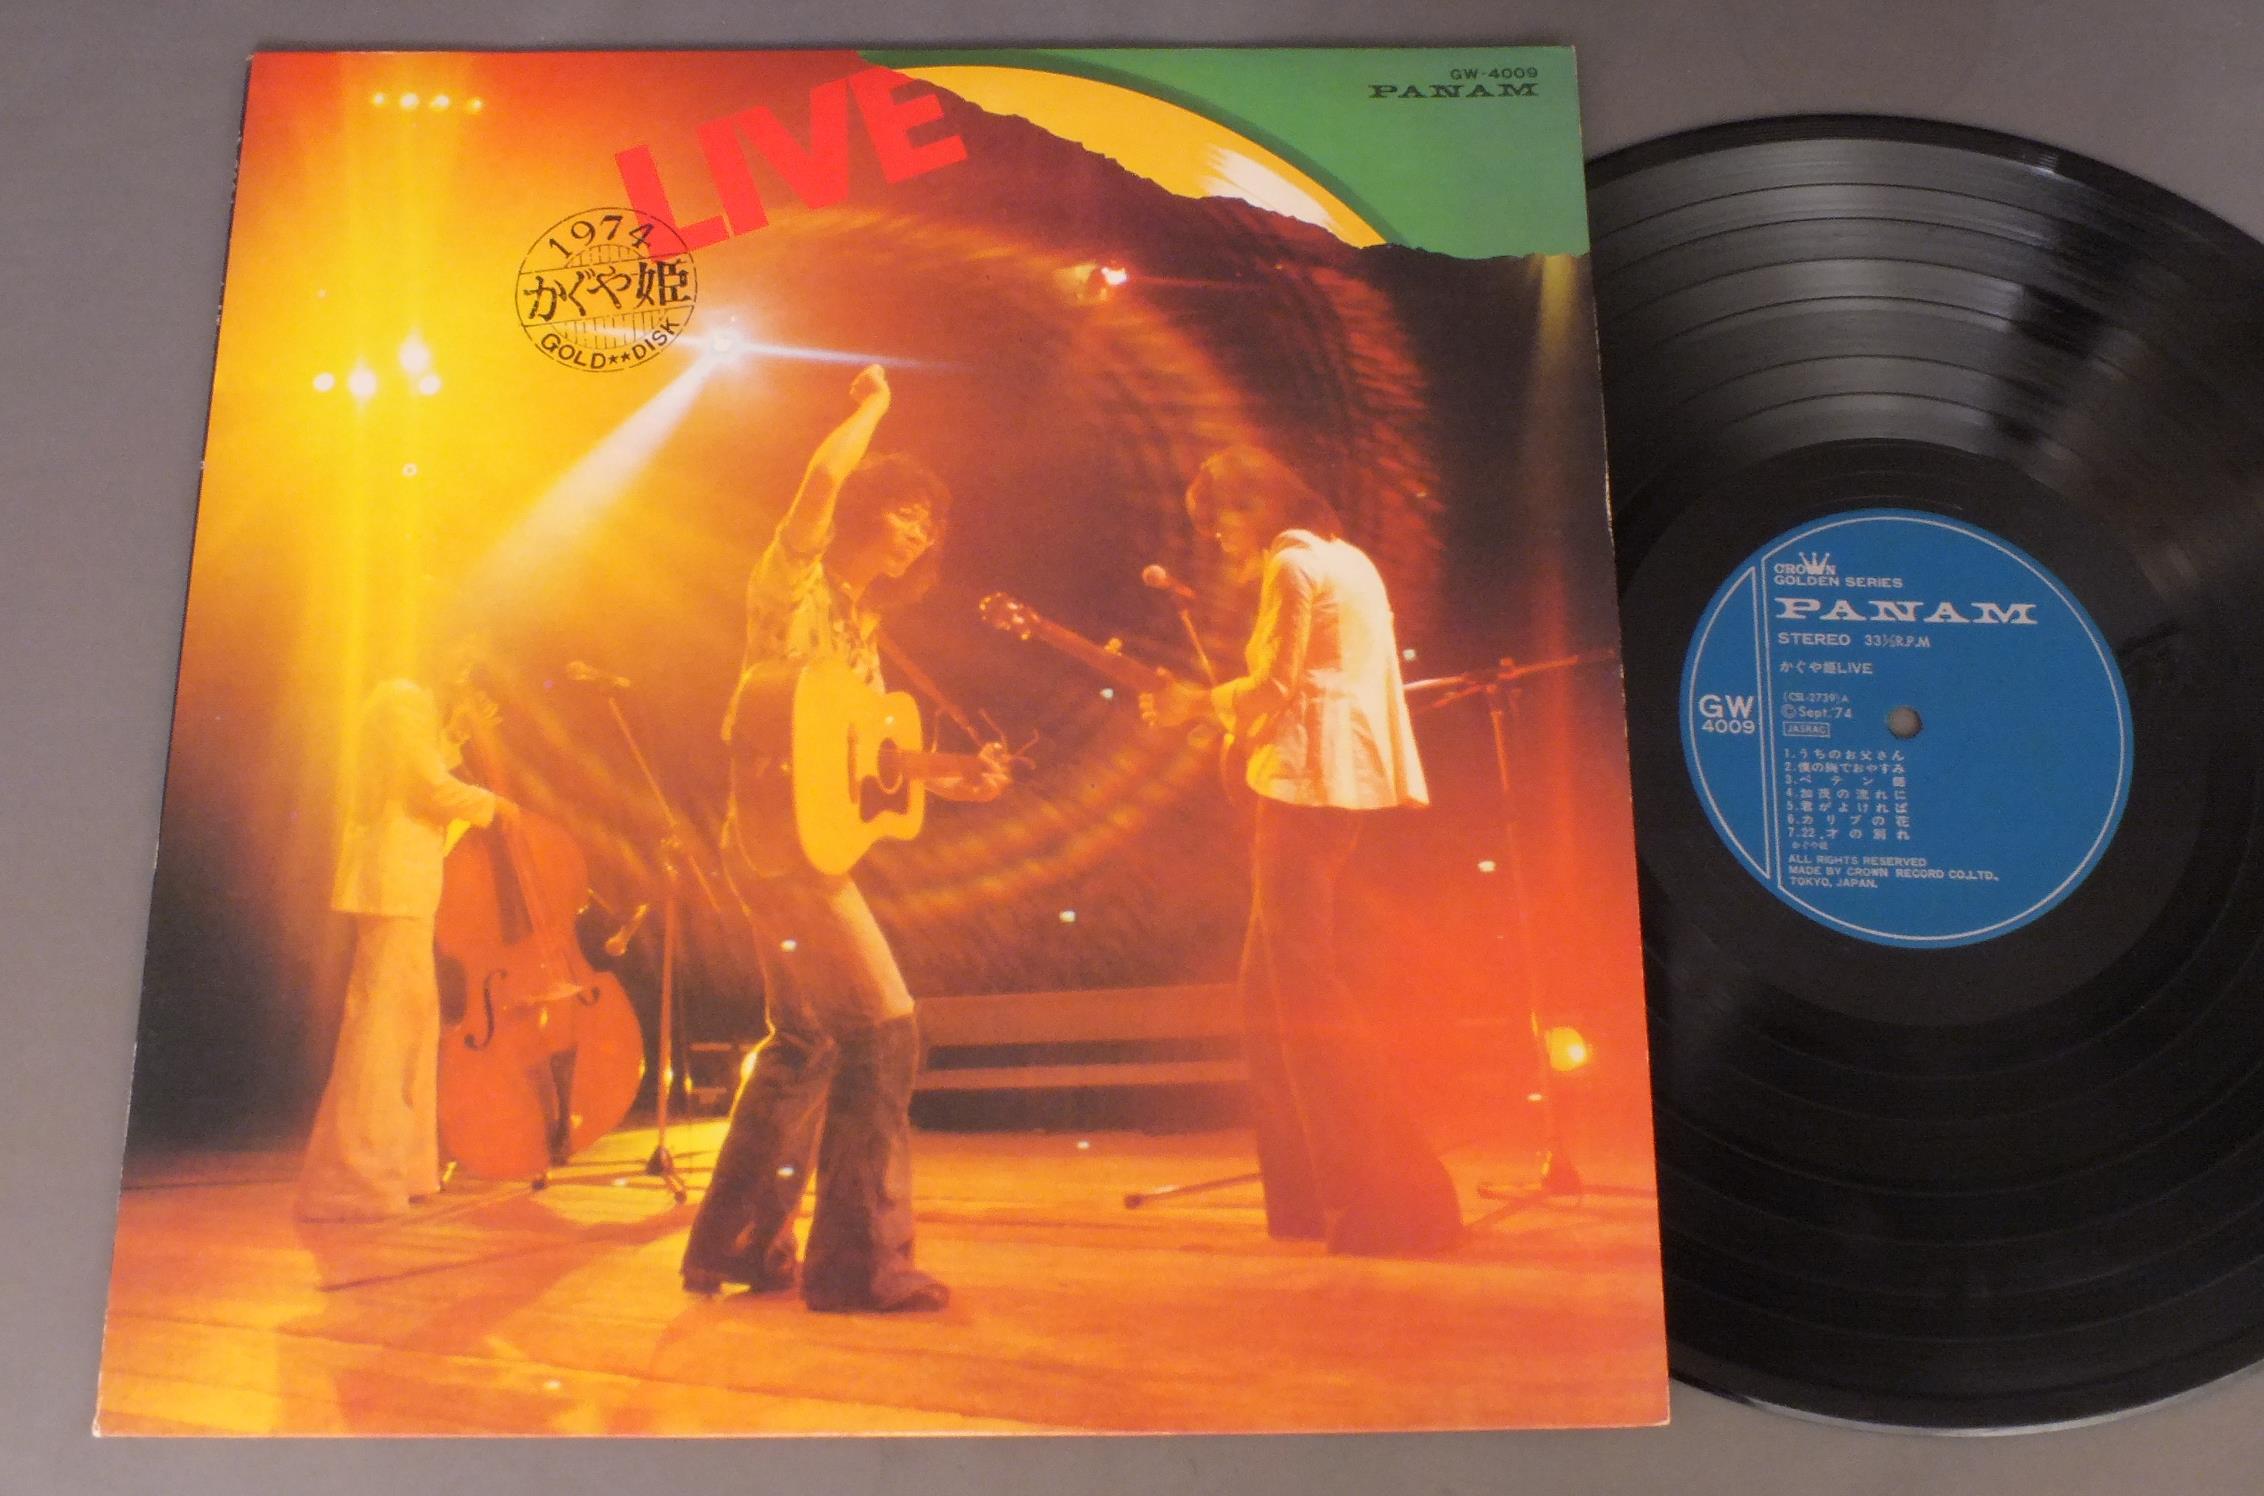 GW-4009
PANAM
LIVE
1974
かぐや姫
GOLD★★DISK
CROWN
GOLDEN SERIES
PANAM
STEREO 33⅓R.P.M
かぐや姫LIVE
(CSL-2739)A
©Sept.'74
JASRAC
GW
4009
1.うちのお父さん
2.僕の胸でおやすみ
3.ペテン師
4.加茂の流れに
5.君がよければ
6.カリブの花
7.22.才の別れ
かぐや姫
ALL RIGHTS RESERVED
MADE BY CROWN RECORD CO.,LTD.,
TOKYO, JAPAN.